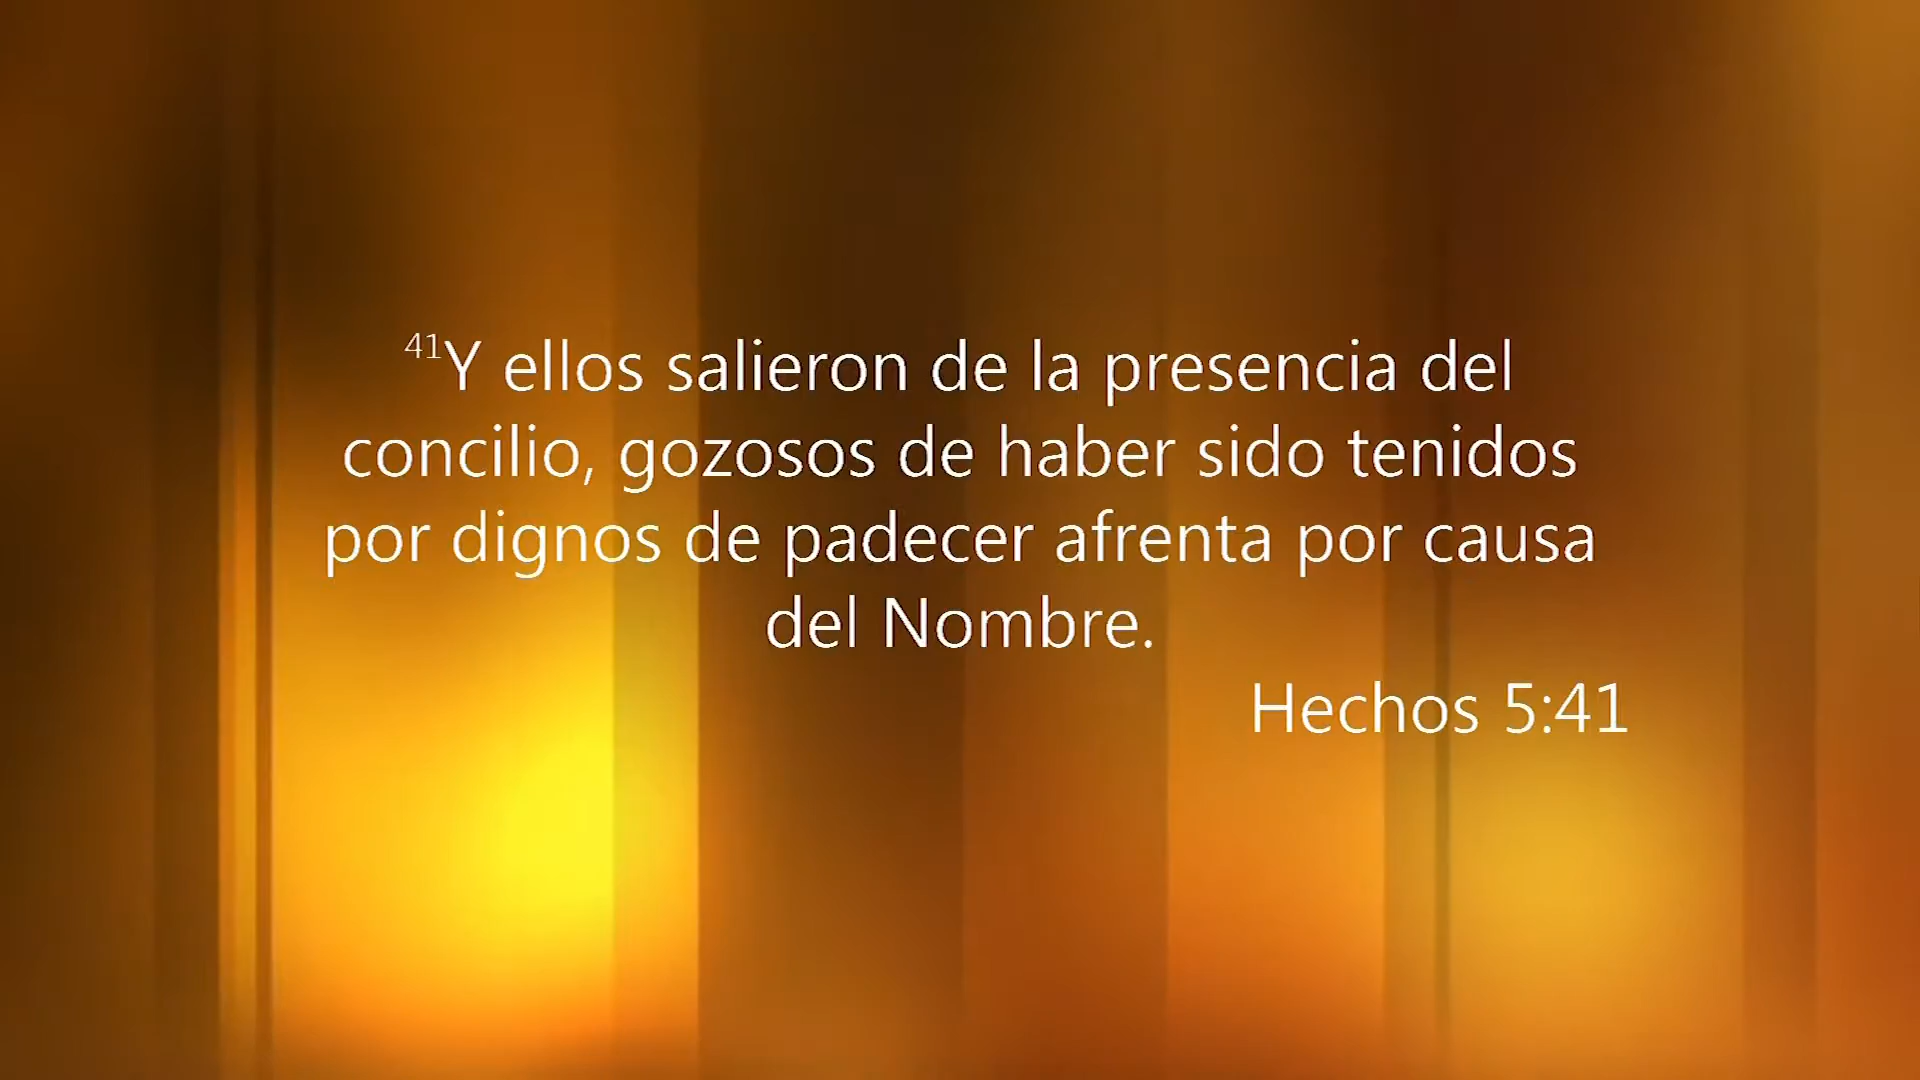 41Y ellos salieron de la presencia del
concilio, gozosos de haber sido tenidos
por dignos de padecer afrenta por causa
del Nombre.
Hechos 5:41